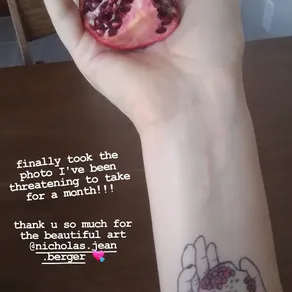 finally took the
photo I've been
threatening to take
for a month!!!
thank u so much for
the beautiful art
@nicholas.jean
.berger 💘